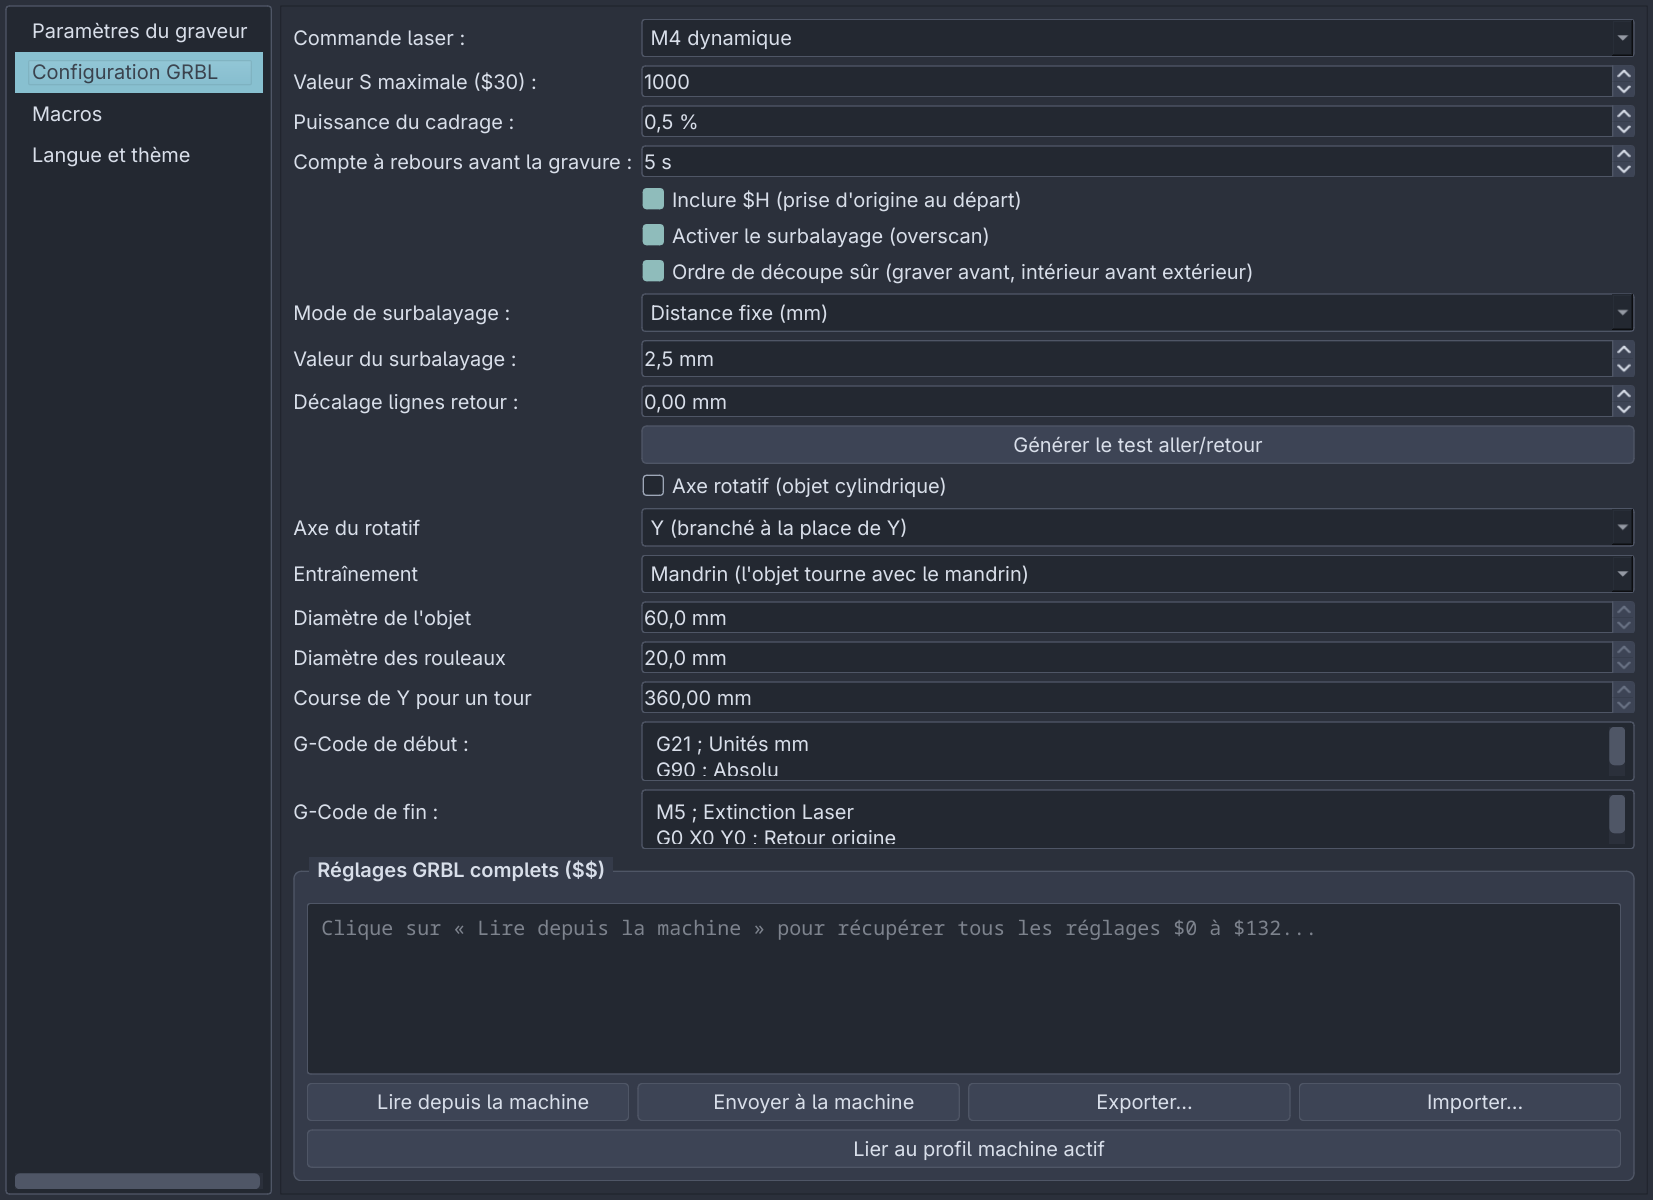 Paramètres du graveur
Configuration GRBL
Macros
Langue et thème
Commande laser :
M4 dynamique
Valeur S maximale ($30) :
1000
Puissance du cadrage :
0,5 %
Compte à rebours avant la gravure :
5 s
Inclure $H (prise d'origine au départ)
Activer le surbalayage (overscan)
Ordre de découpe sûr (graver avant, intérieur avant extérieur)
Mode de surbalayage :
Distance fixe (mm)
Valeur du surbalayage :
2,5 mm
Décalage lignes retour :
0,00 mm
Générer le test aller/retour
Axe rotatif (objet cylindrique)
Axe du rotatif
Y (branché à la place de Y)
Entraînement
Mandrin (l'objet tourne avec le mandrin)
Diamètre de l'objet
60,0 mm
Diamètre des rouleaux
20,0 mm
Course de Y pour un tour
360,00 mm
G-Code de début :
G21 ; Unités mm
G90 ; Absolu
G-Code de fin :
M5 ; Extinction Laser
G0 X0 Y0 ; Retour origine
Réglages GRBL complets ($$)
Clique sur « Lire depuis la machine » pour récupérer tous les réglages $0 à $132...
Lire depuis la machine
Envoyer à la machine
Exporter...
Importer...
Lier au profil machine actif